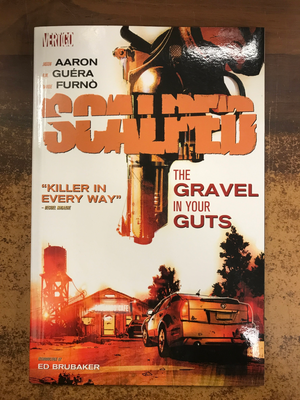 VERTIGO
AARON
GUÉRA
FURNÒ
SCALPED
THE
GRAVEL
IN YOUR
GUTS
"KILLER IN
EVERY WAY"
ED BRUBAKER